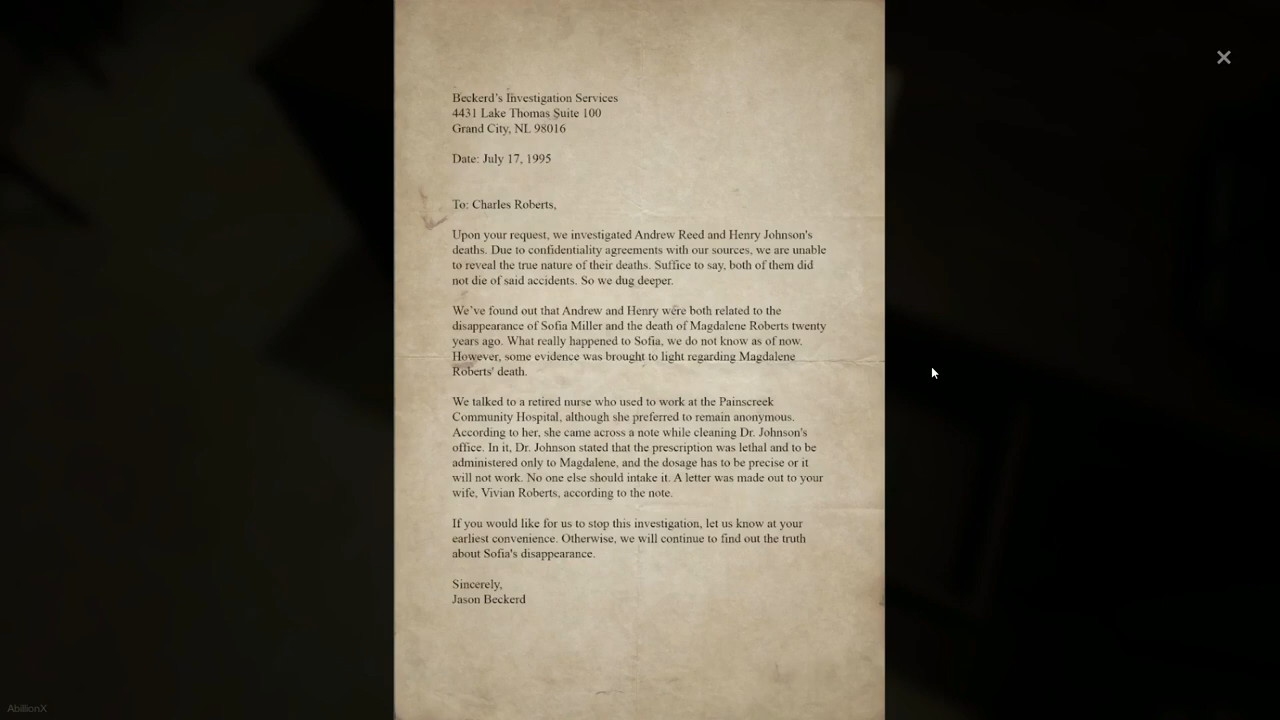 Beckerd's Investigation Services
4431 Lake Thomas Suite 100
Grand City, NL 98016
Date: July 17, 1995
To: Charles Roberts,
Upon your request, we investigated Andrew Reed and Henry Johnson's
deaths. Due to confidentiality agreements with our sources, we are unable
to reveal the true nature of their deaths. Suffice to say, both of them did
not die of said accidents. So we dug deeper.
We've found out that Andrew and Henry were both related to the
disappearance of Sofia Miller and the death of Magdalene Roberts twenty
years ago. What really happened to Sofia, we do not know as of now.
However, some evidence was brought to light regarding Magdalene
Roberts' death.
We talked to a retired nurse who used to work at the Painscreek
Community Hospital, although she preferred to remain anonymous.
According to her, she came across a note while cleaning Dr. Johnson's
office. In it, Dr. Johnson stated that the prescription was lethal and to be
administered only to Magdalene, and the dosage has to be precise or it
will not work. No one else should intake it. A letter was made out to your
wife, Vivian Roberts, according to the note.
If you would like for us to stop this investigation, let us know at your
earliest convenience. Otherwise, we will continue to find out the truth
about Sofia's disappearance.
Sincerely,
Jason Beckerd
AbillionX